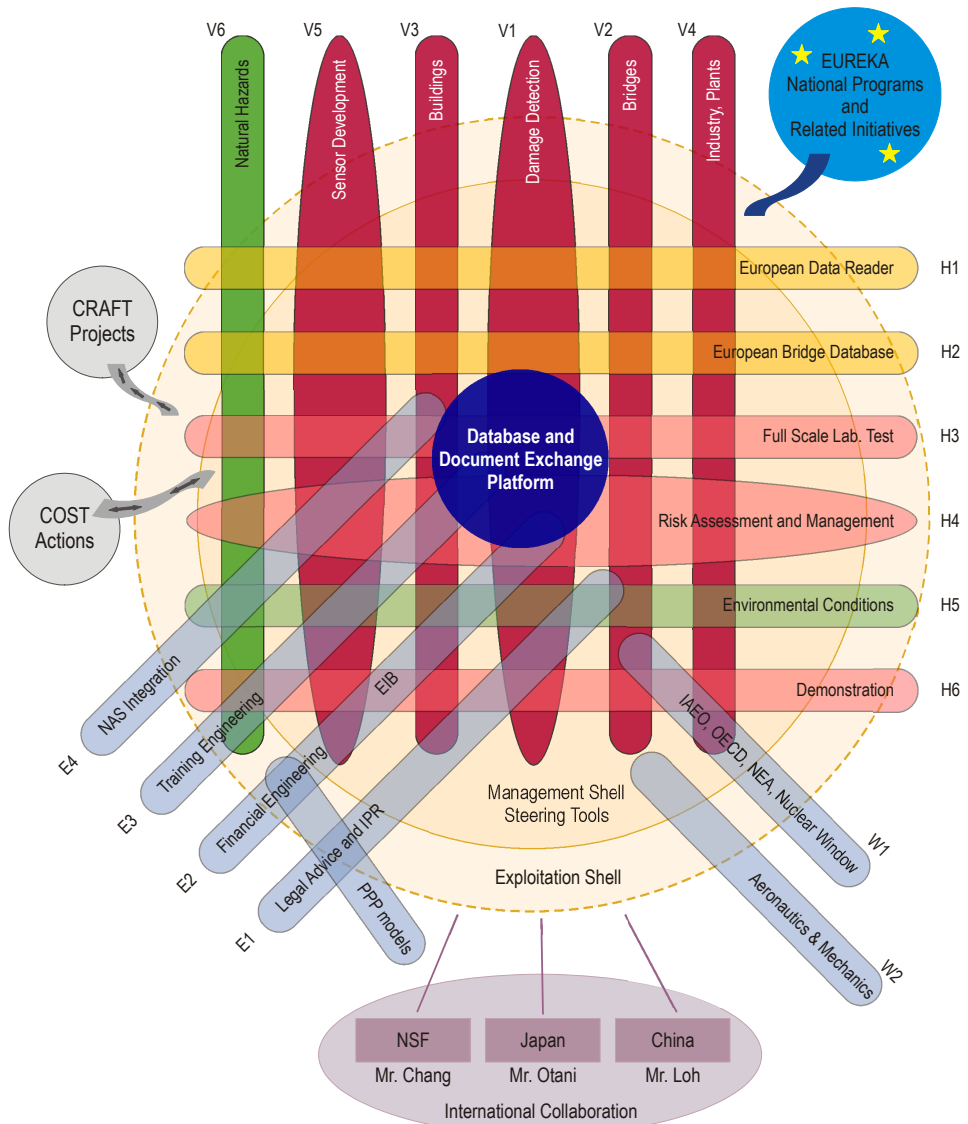 V6
V5
V3
V1
V2
V4
Natural Hazards
Sensor Development
Buildings
Damage Detection
Bridges
Industry, Plants
EUREKA
National Programs
and
Related Initiatives
European Data Reader
H1
CRAFT
Projects
European Bridge Database
H2
Full Scale Lab. Test
H3
Database and
Document Exchange
Platform
COST
Actions
Risk Assessment and Management
H4
Environmental Conditions
H5
Demonstration
H6
NAS Integration
E4
Training Engineering
E3
EIB
Financial Engineering
E2
Legal Advice and IPR
E1
PPP models
IAEO, OECD, NEA, Nuclear Window
W1
Aeronautics & Mechanics
W2
Management Shell
Steering Tools
Exploitation Shell
NSF
Japan
China
Mr. Chang
Mr. Otani
Mr. Loh
International Collaboration